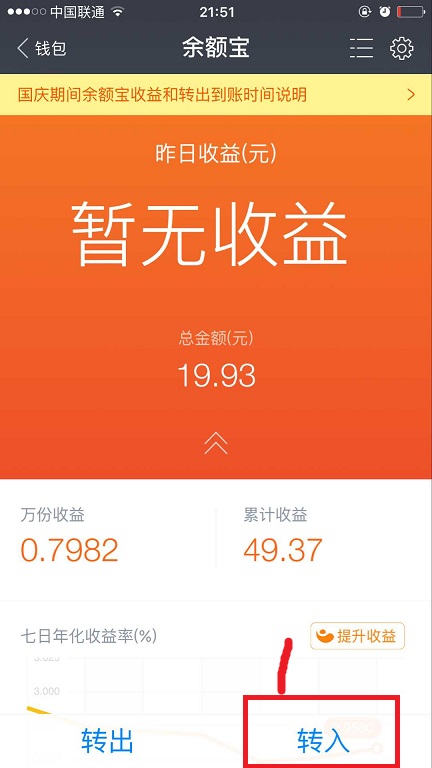 中国联通 21:51
钱包 余额宝
国庆期间余额宝收益和转出到账时间说明
昨日收益(元)
暂无收益
总金额(元)
19.93
万份收益 累计收益
0.7982 49.37
七日年化收益率(%) 提升收益
3.025
3.000
转出 转入